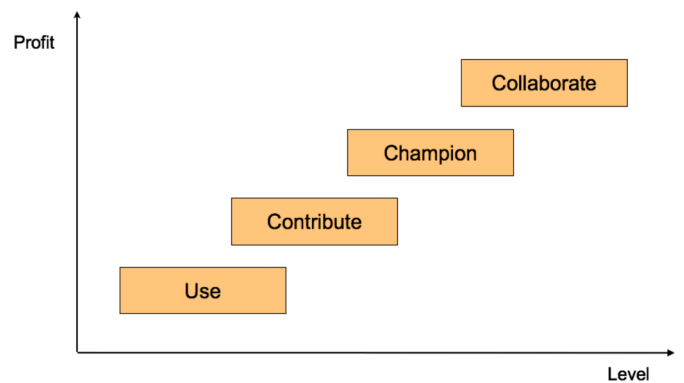 Profit
Collaborate
Champion
Contribute
Use
Level